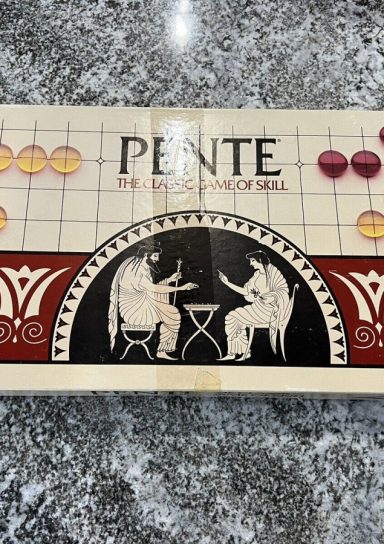 PENTE®
THE CLASSIC GAME OF SKILL